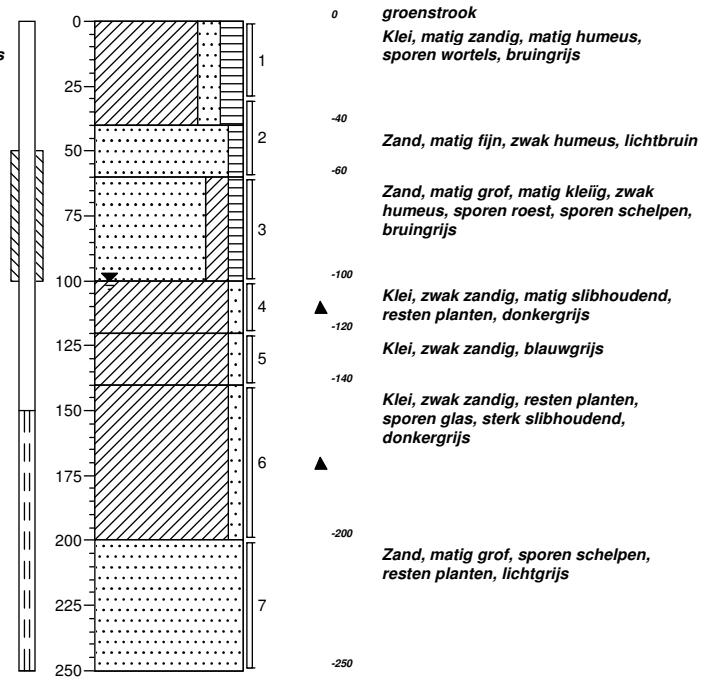 s
0
25
50
75
100
125
150
175
200
225
250
1
2
3
4
5
6
7
0
-40
-60
-100
-120
-140
-200
-250
groenstrook
Klei, matig zandig, matig humeus,
sporen wortels, bruingrijs
Zand, matig fijn, zwak humeus, lichtbruin
Zand, matig grof, matig kleiïg, zwak
humeus, sporen roest, sporen schelpen,
bruingrijs
Klei, zwak zandig, matig slibhoudend,
resten planten, donkergrijs
Klei, zwak zandig, blauwgrijs
Klei, zwak zandig, resten planten,
sporen glas, sterk slibhoudend,
donkergrijs
Zand, matig grof, sporen schelpen,
resten planten, lichtgrijs